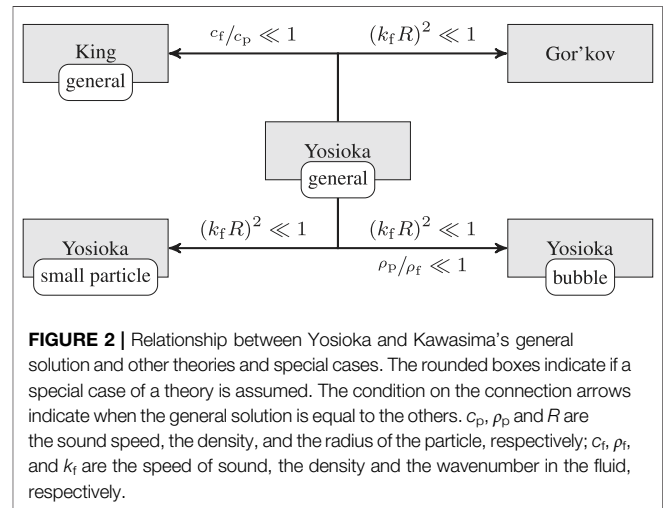 c_f/c_p ≪ 1
(k_f R)² ≪ 1
King
general
Gor'kov
Yosioka
general
(k_f R)² ≪ 1
(k_f R)² ≪ 1
Yosioka
small particle
ρ_p/ρ_f ≪ 1
Yosioka
bubble
FIGURE 2 | Relationship between Yosioka and Kawasima's general
solution and other theories and special cases. The rounded boxes indicate if a
special case of a theory is assumed. The condition on the connection arrows
indicate when the general solution is equal to the others. c_p, ρ_p and R are
the sound speed, the density, and the radius of the particle, respectively; c_f, ρ_f,
and k_f are the speed of sound, the density and the wavenumber in the fluid,
respectively.